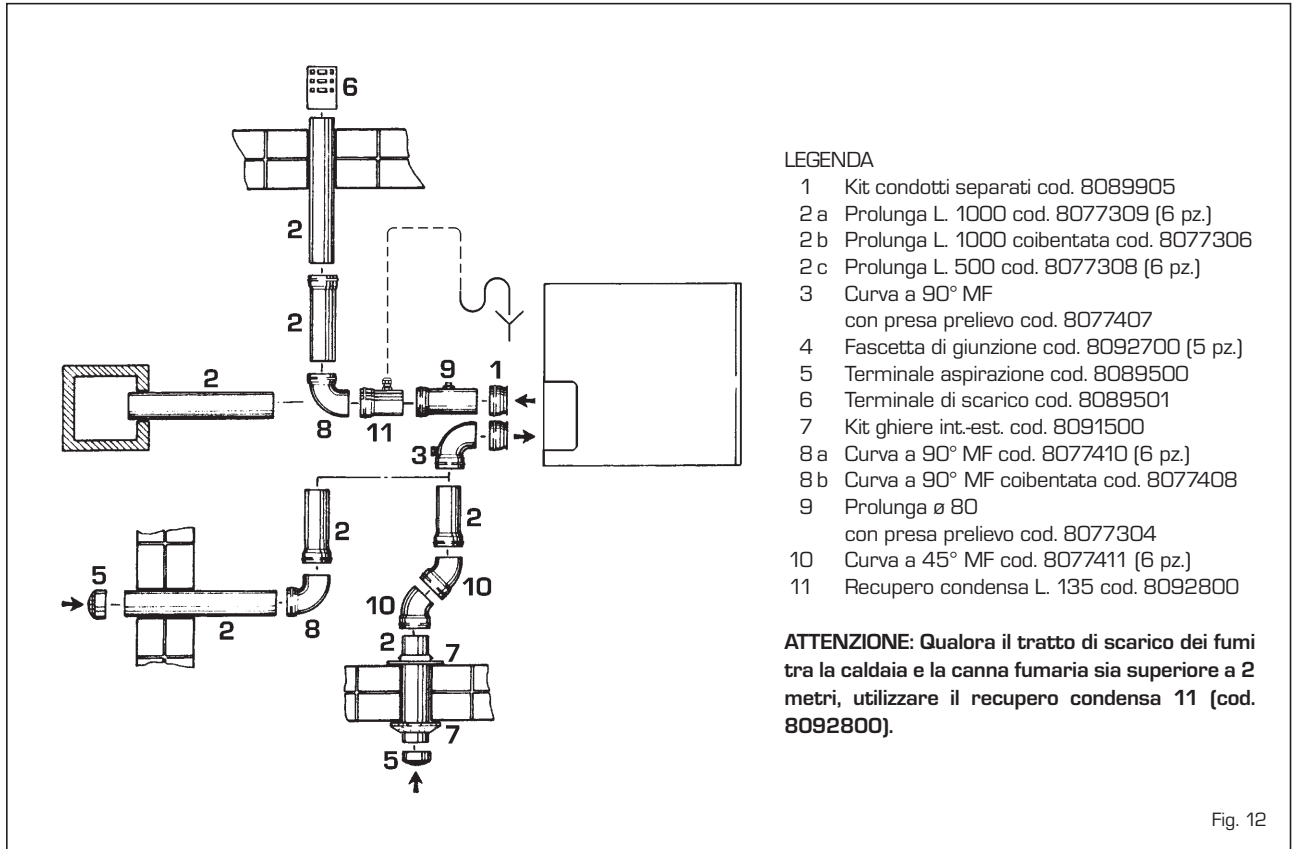 6
2
2
2
9
1
8
11
3
2
2
5
10
10
2
8
2
7
7
5
LEGENDA
1 Kit condotti separati cod. 8089905
2 a Prolunga L. 1000 cod. 8077309 (6 pz.)
2 b Prolunga L. 1000 coibentata cod. 8077306
2 c Prolunga L. 500 cod. 8077308 (6 pz.)
3 Curva a 90° MF
con presa prelievo cod. 8077407
4 Fascetta di giunzione cod. 8092700 (5 pz.)
5 Terminale aspirazione cod. 8089500
6 Terminale di scarico cod. 8089501
7 Kit ghiere int.-est. cod. 8091500
8 a Curva a 90° MF cod. 8077410 (6 pz.)
8 b Curva a 90° MF coibentata cod. 8077408
9 Prolunga ø 80
con presa prelievo cod. 8077304
10 Curva a 45° MF cod. 8077411 (6 pz.)
11 Recupero condensa L. 135 cod. 8092800
ATTENZIONE: Qualora il tratto di scarico dei fumi
tra la caldaia e la canna fumaria sia superiore a 2
metri, utilizzare il recupero condensa 11 (cod.
8092800).
Fig. 12